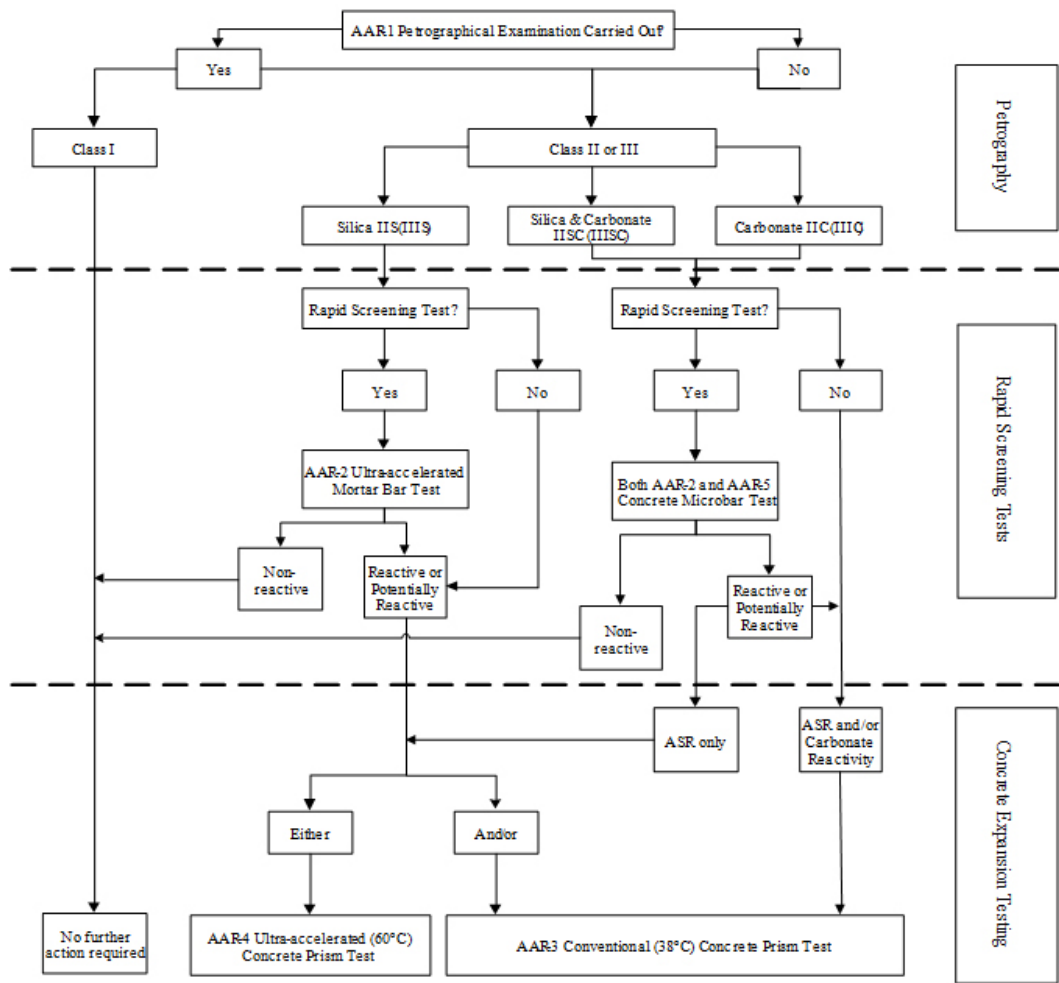 AAR1 Petrographical Examination Carried Out?
Yes
No
Petrography
Class I
Class II or III
Silica IIS(IIIS)
Silica & Carbonate
IISC (IIISC)
Carbonate IIC(IIIC)
Rapid Screening Test?
Rapid Screening Test?
Rapid Screening Tests
Yes
No
Yes
No
AAR-2 Ultra-accelerated
Mortar Bar Test
Both AAR-2 and AAR-5
Concrete Microbar Test
Non-
reactive
Reactive or
Potentially
Reactive
Reactive or
Potentially
Reactive
Non-
reactive
ASR only
ASR and/or
Carbonate
Reactivity
Concrete Expansion Testing
Either
And/or
No further
action required
AAR-4 Ultra-accelerated (60°C)
Concrete Prism Test
AAR-3 Conventional (38°C) Concrete Prism Test